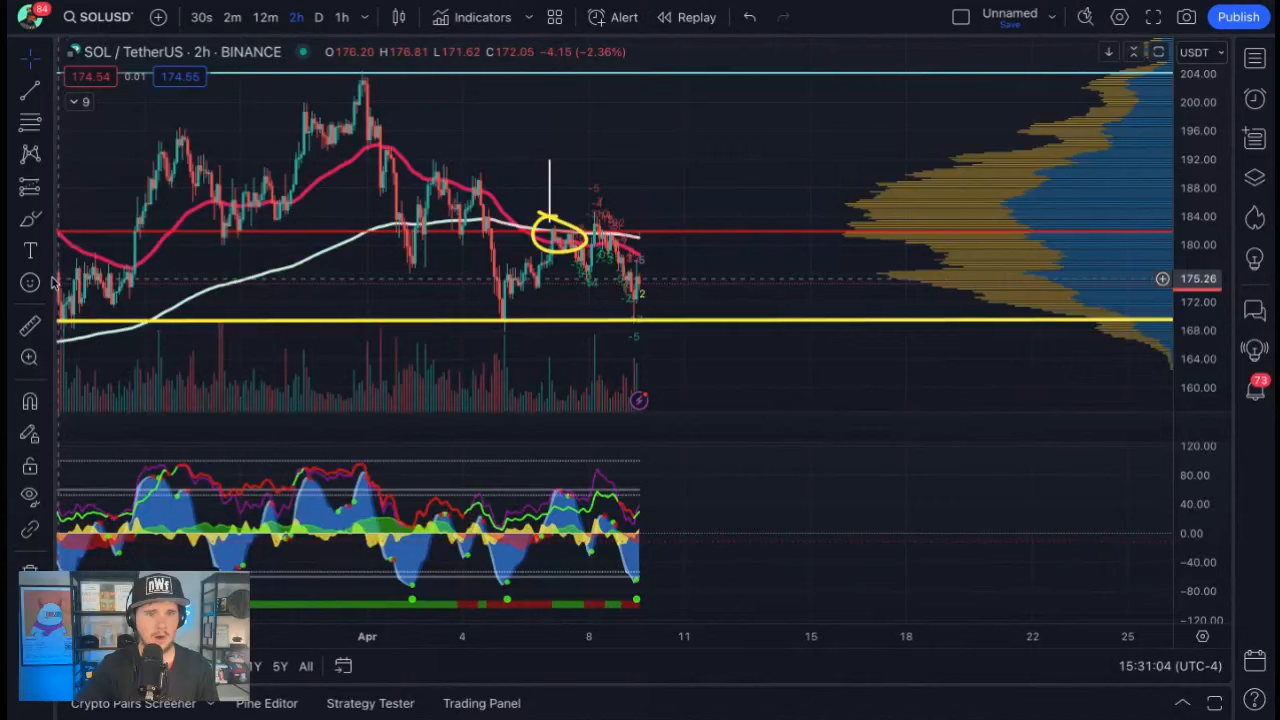 84
SOLUSD
30s 2m 12m 2h D 1h
Indicators
Alert
Replay
Unnamed
Save
Publish
SOL / TetherUS · 2h · BINANCE
O176.20 H176.81 L171.62 C172.05 −4.15 (−2.36%)
USDT
174.54 0.01 174.55
9
204.00
200.00
196.00
192.00
188.00
184.00
180.00
175.26
172.00
168.00
164.00
160.00
-5
2
-5
73
120.00
80.00
40.00
0.00
−40.00
−80.00
−120.00
Apr 4 8 11 15 18 22 25
1Y 5Y All
15:31:04 (UTC-4)
Crypto Pairs Screener
Pine Editor
Strategy Tester
Trading Panel